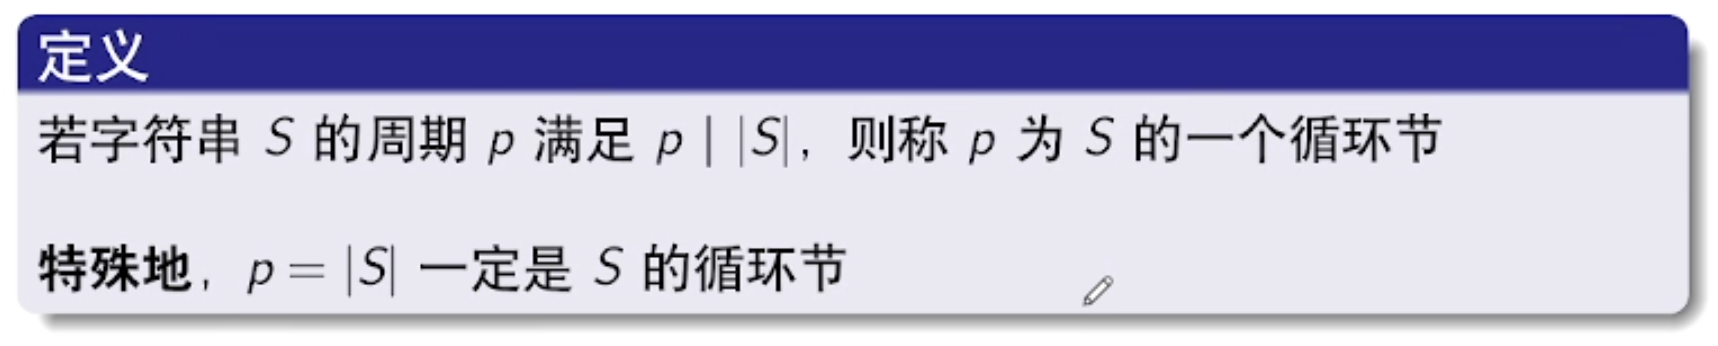 定义
若字符串 S 的周期 p 满足 p | |S|，则称 p 为 S 的一个循环节
特殊地，p = |S| 一定是 S 的循环节